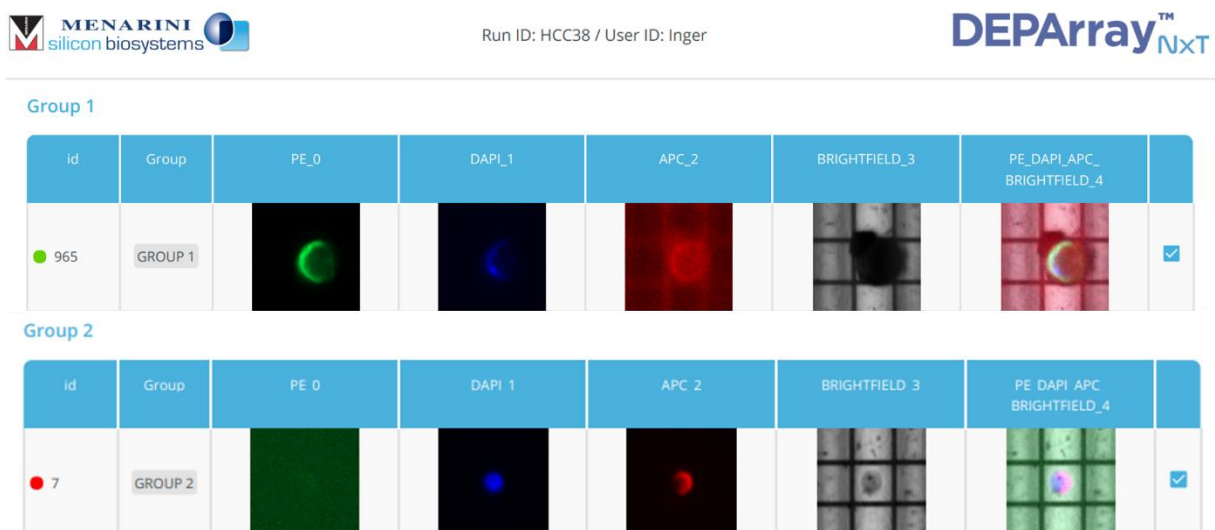 MENARINI
silicon biosystems
Run ID: HCC38 / User ID: Inger
DEPArray™
NxT
Group 1
id Group PE_0 DAPI_1 APC_2 BRIGHTFIELD_3 PE_DAPI_APC_
BRIGHTFIELD_4
965 GROUP 1
Group 2
id Group PE 0 DAPI 1 APC 2 BRIGHTFIELD 3 PE DAPI APC
BRIGHTFIELD_4
7 GROUP 2